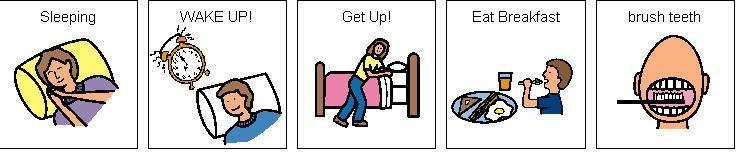 Sleeping
WAKE UP!
Get Up!
Eat Breakfast
brush teeth